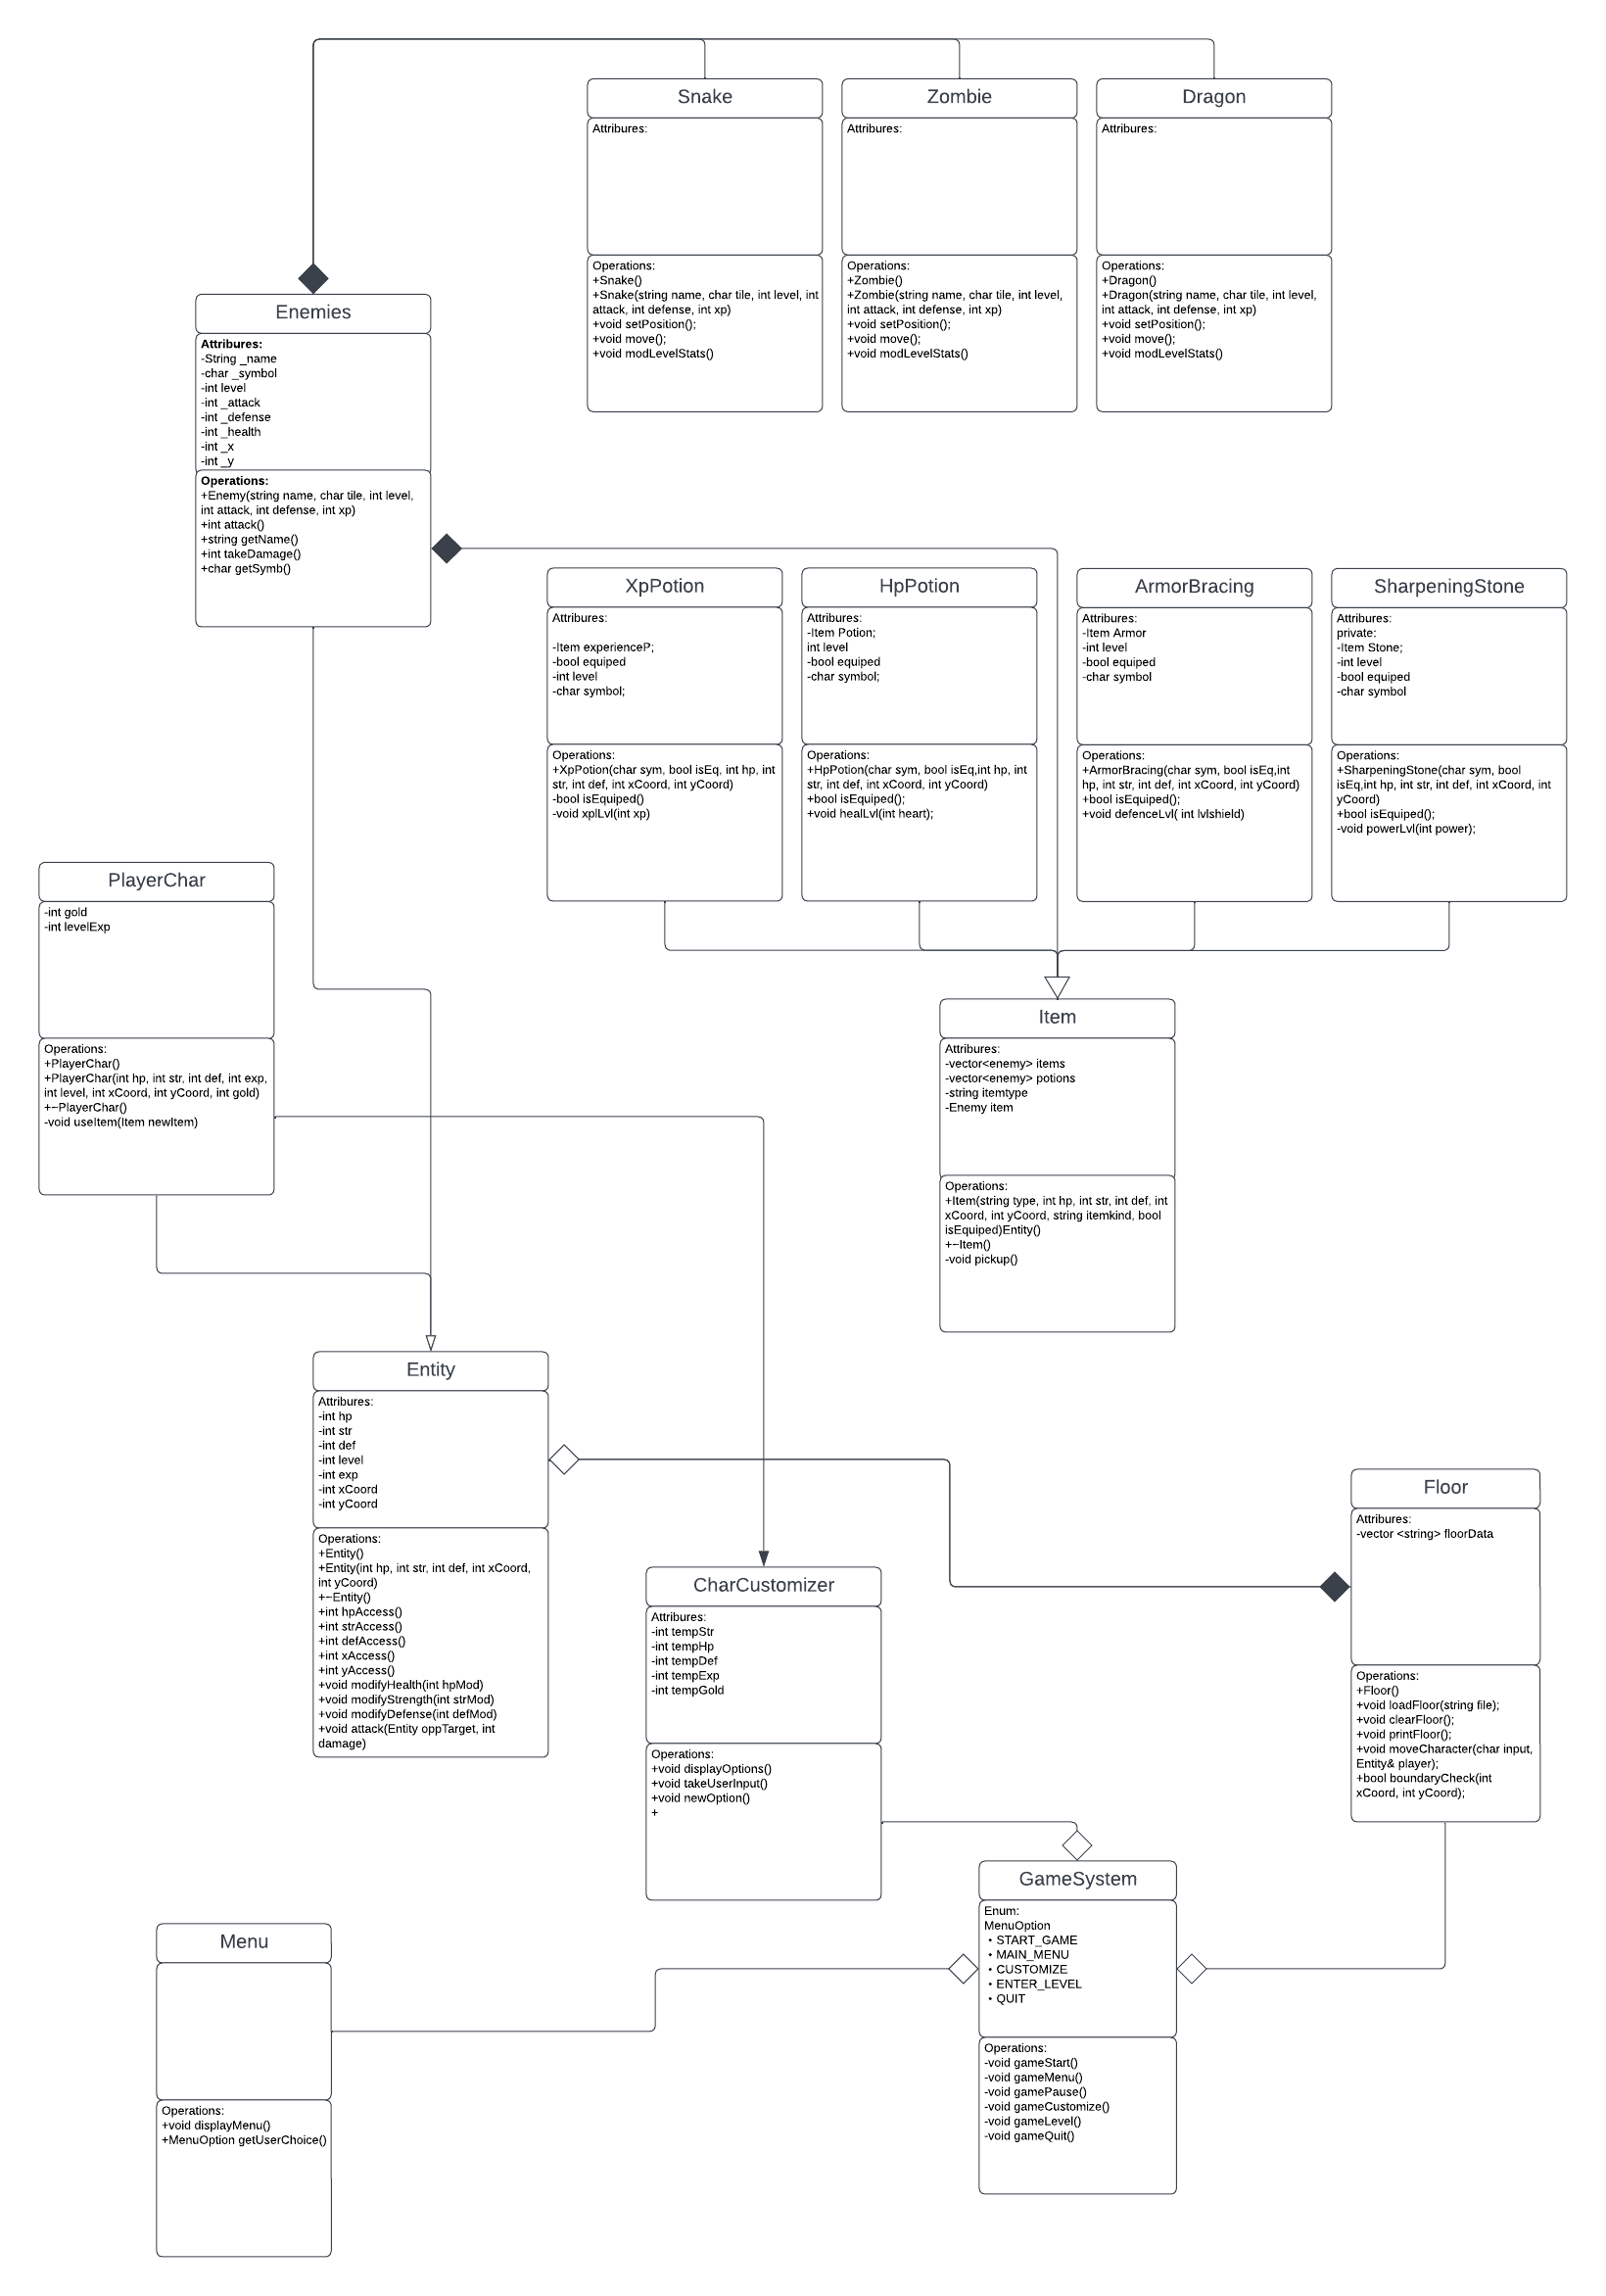 Snake
Attribures:
Operations:
+Snake()
+Snake(string name, char tile, int level, int
attack, int defense, int xp)
+void setPosition();
+void move();
+void modLevelStats()
Zombie
Attribures:
Operations:
+Zombie()
+Zombie(string name, char tile, int level,
int attack, int defense, int xp)
+void setPosition();
+void move();
+void modLevelStats()
Dragon
Attribures:
Operations:
+Dragon()
+Dragon(string name, char tile, int level,
int attack, int defense, int xp)
+void setPosition();
+void move();
+void modLevelStats()
Enemies
Attribures:
-String _name
-char _symbol
-int level
-int _attack
-int _defense
-int _health
-int _x
-int _y
Operations:
+Enemy(string name, char tile, int level,
int attack, int defense, int xp)
+int attack()
+string getName()
+int takeDamage()
+char getSymb()
XpPotion
Attribures:
-Item experienceP;
-bool equiped
-int level
-char symbol;
Operations:
+XpPotion(char sym, bool isEq, int hp, int
str, int def, int xCoord, int yCoord)
-bool isEquiped()
-void xplLvl(int xp)
HpPotion
Attribures:
-Item Potion;
int level
-bool equiped
-char symbol;
Operations:
+HpPotion(char sym, bool isEq,int hp, int
str, int def, int xCoord, int yCoord)
+bool isEquiped();
+void healLvl(int heart);
ArmorBracing
Attribures:
-Item Armor
-int level
-bool equiped
-char symbol
Operations:
+ArmorBracing(char sym, bool isEq,int
hp, int str, int def, int xCoord, int yCoord)
+bool isEquiped();
+void defenceLvl( int lvlshield)
SharpeningStone
Attribures:
private:
-Item Stone;
-int level
-bool equiped
-char symbol
Operations:
+SharpeningStone(char sym, bool
isEq,int hp, int str, int def, int xCoord, int
yCoord)
+bool isEquiped();
-void powerLvl(int power);
PlayerChar
-int gold
-int levelExp
Operations:
+PlayerChar()
+PlayerChar(int hp, int str, int def, int exp,
int level, int xCoord, int yCoord, int gold)
+~PlayerChar()
-void useItem(Item newItem)
Item
Attribures:
-vector<enemy> items
-vector<enemy> potions
-string itemtype
-Enemy item
Operations:
+Item(string type, int hp, int str, int def, int
xCoord, int yCoord, string itemkind, bool
isEquiped)Entity()
+~Item()
-void pickup()
Entity
Attribures:
-int hp
-int str
-int def
-int level
-int exp
-int xCoord
-int yCoord
Operations:
+Entity()
+Entity(int hp, int str, int def, int xCoord,
int yCoord)
+~Entity()
+int hpAccess()
+int strAccess()
+int defAccess()
+int xAccess()
+int yAccess()
+void modifyHealth(int hpMod)
+void modifyStrength(int strMod)
+void modifyDefense(int defMod)
+void attack(Entity oppTarget, int
damage)
CharCustomizer
Attribures:
-int tempStr
-int tempHp
-int tempDef
-int tempExp
-int tempGold
Operations:
+void displayOptions()
+void takeUserInput()
+void newOption()
+
Floor
Attribures:
-vector <string> floorData
Operations:
+Floor()
+void loadFloor(string file);
+void clearFloor();
+void printFloor();
+void moveCharacter(char input,
Entity& player);
+bool boundaryCheck(int
xCoord, int yCoord);
GameSystem
Enum:
MenuOption
• START_GAME
• MAIN_MENU
• CUSTOMIZE
• ENTER_LEVEL
• QUIT
Operations:
-void gameStart()
-void gameMenu()
-void gamePause()
-void gameCustomize()
-void gameLevel()
-void gameQuit()
Menu
Operations:
+void displayMenu()
+MenuOption getUserChoice()